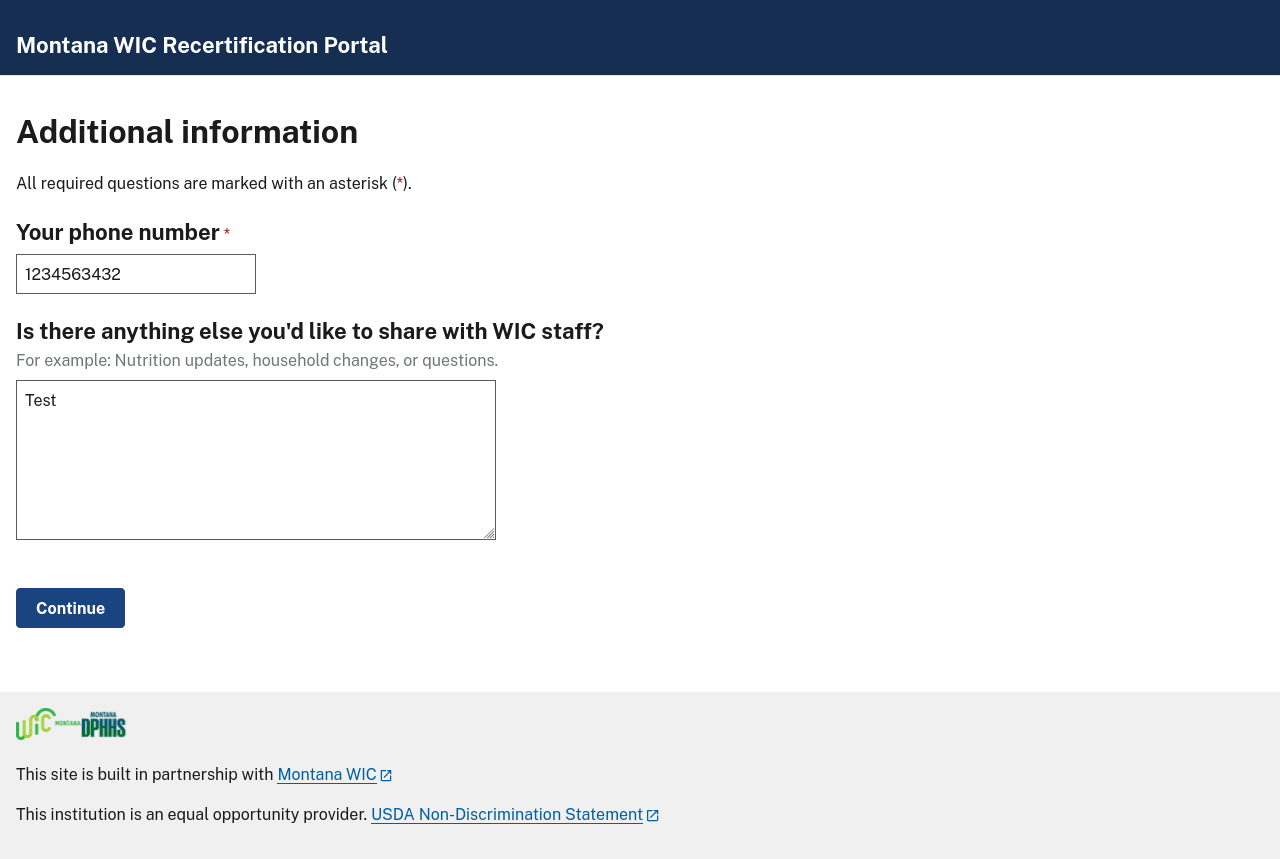 Montana WIC Recertification Portal
Additional information
All required questions are marked with an asterisk (*).
Your phone number *
1234563432
Is there anything else you'd like to share with WIC staff?
For example: Nutrition updates, household changes, or questions.
Test
Continue
WIC MONTANA MONTANA DPHHS
This site is built in partnership with Montana WIC
This institution is an equal opportunity provider. USDA Non-Discrimination Statement